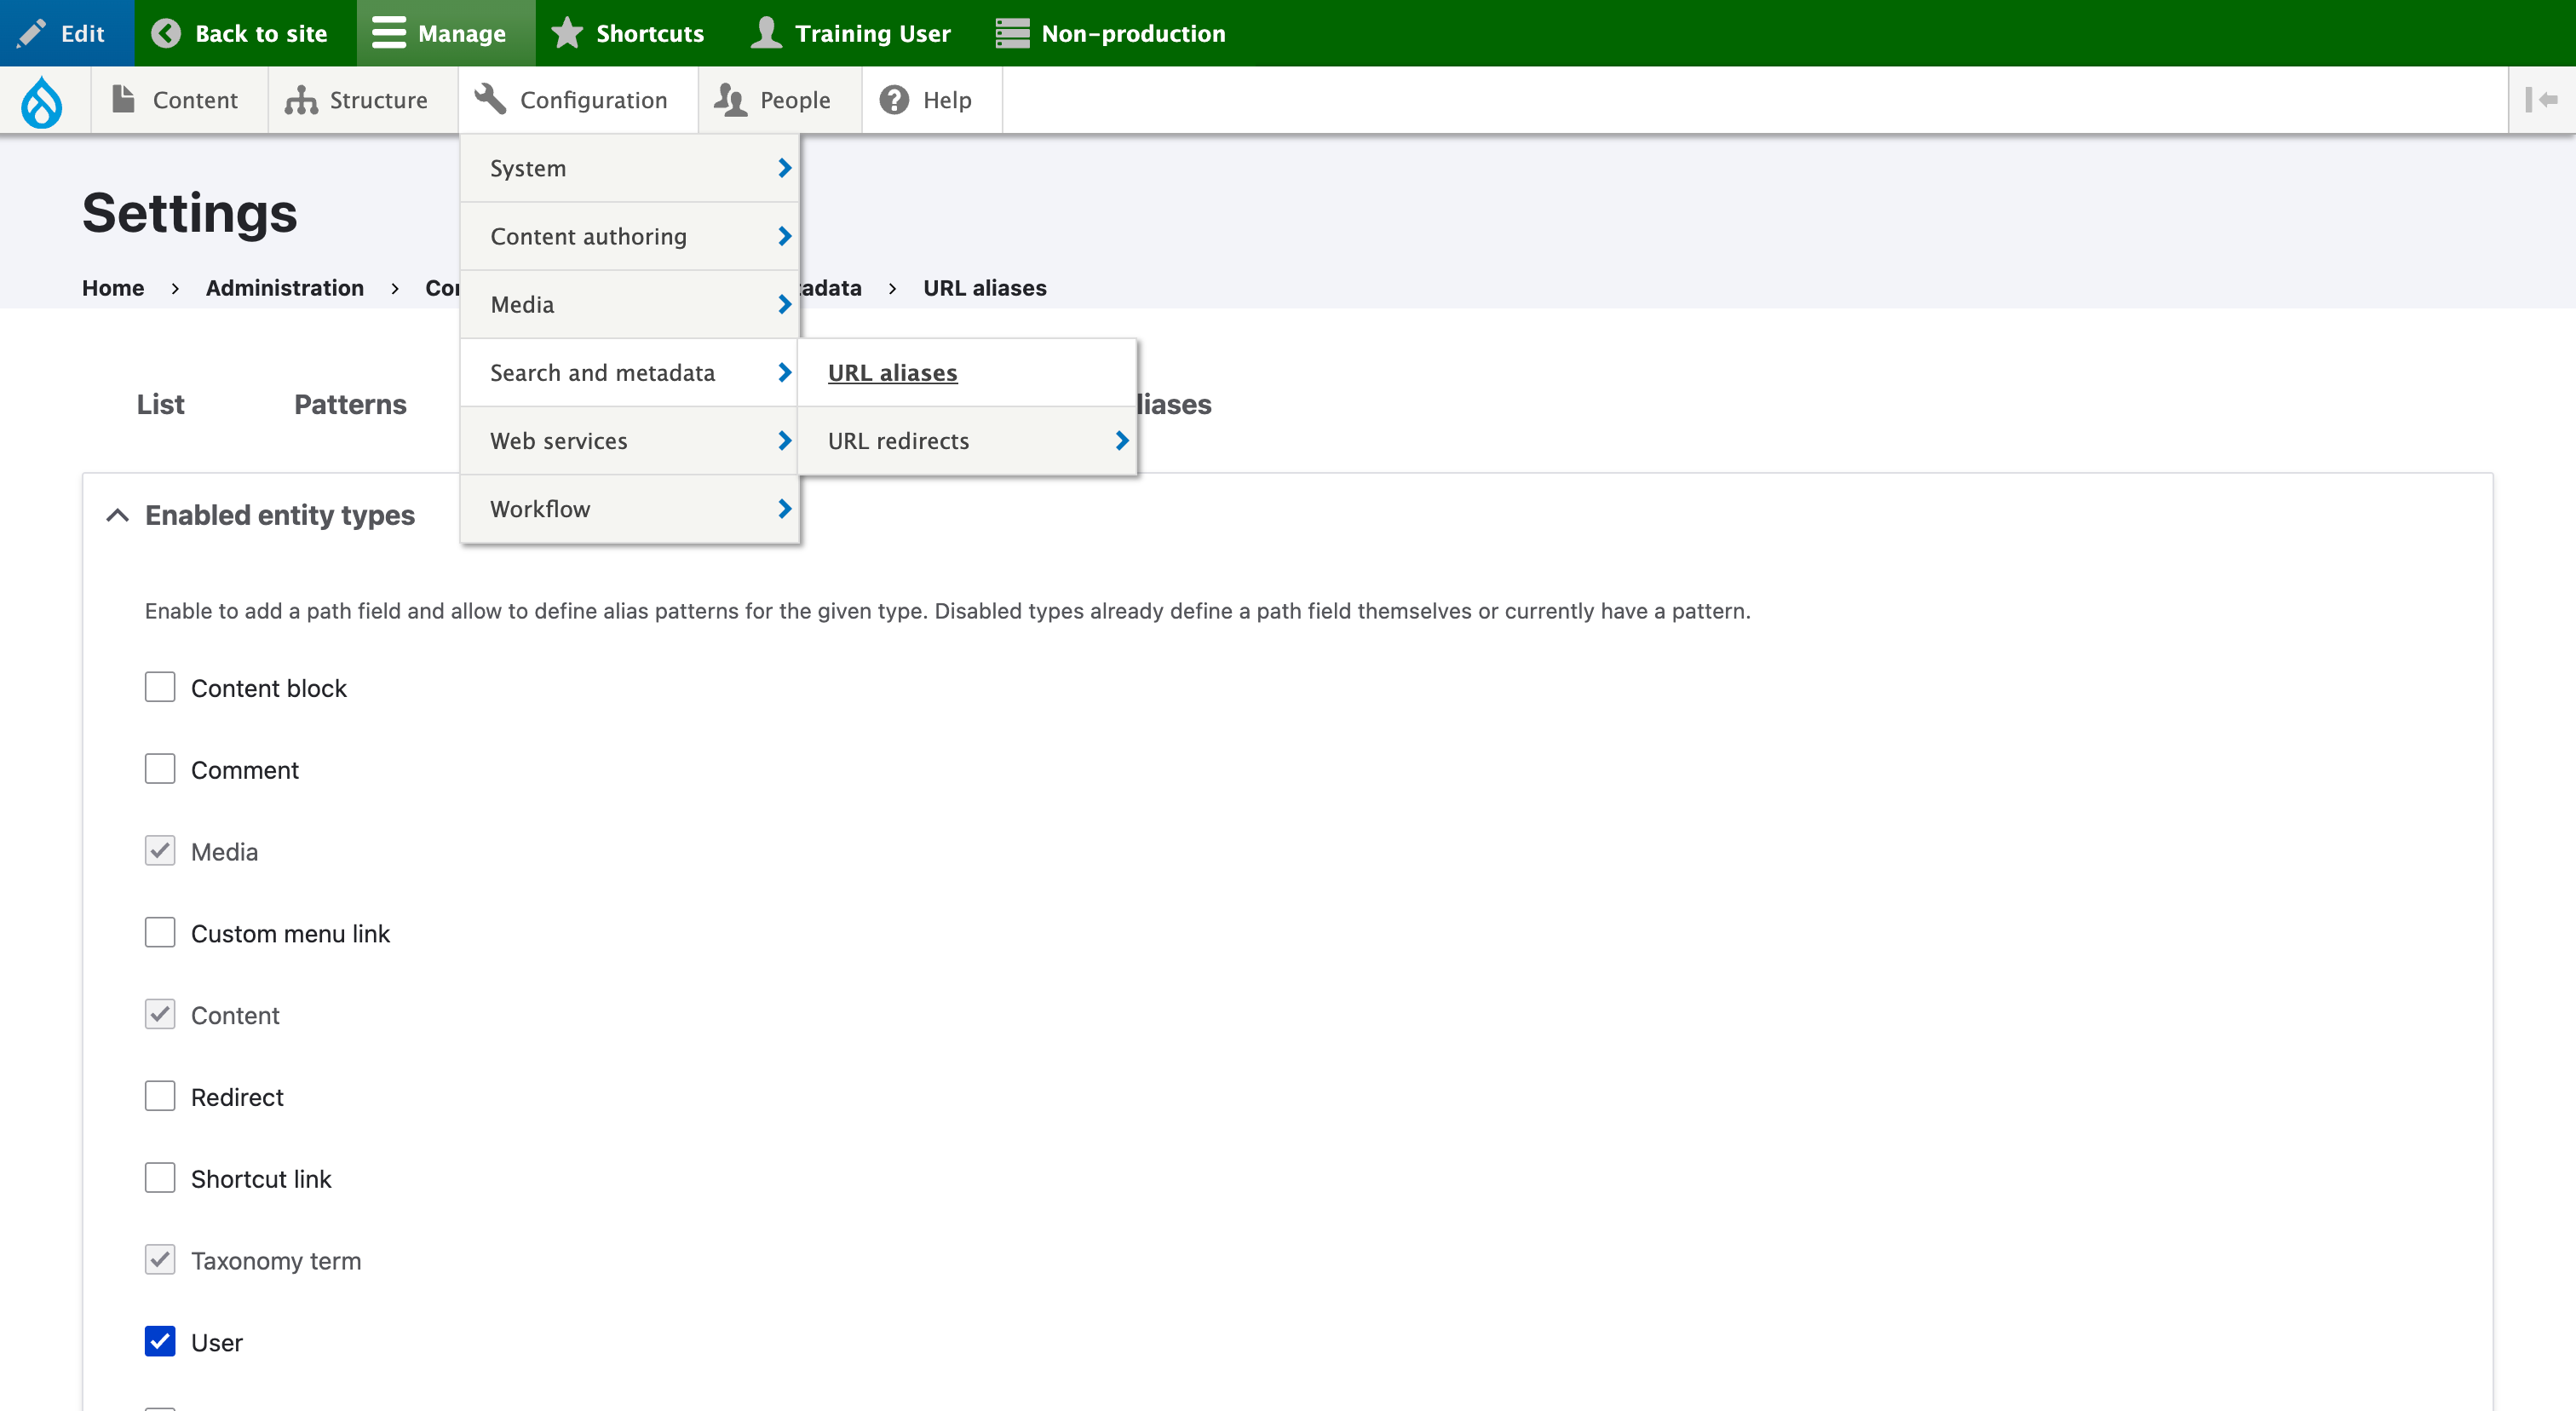 Edit Back to site Manage Shortcuts Training User Non-production
Content Structure Configuration People Help
System
Settings
Content authoring
Home > Administration > URL aliases
Media
Search and metadata URL aliases
List Patterns
Web services URL redirects
Enabled entity types
Workflow
Enable to add a path field and allow to define alias patterns for the given type. Disabled types already define a path field themselves or currently have a pattern.
Content block
Comment
Media
Custom menu link
Content
Redirect
Shortcut link
Taxonomy term
User